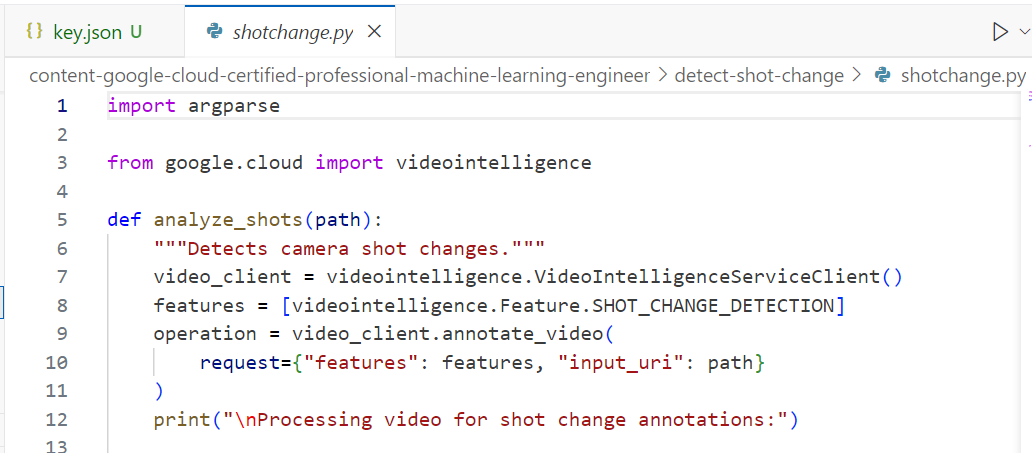 {} key.json U shotchange.py ×
content-google-cloud-certified-professional-machine-learning-engineer > detect-shot-change > shotchange.py
1 import argparse
2
3 from google.cloud import videointelligence
4
5 def analyze_shots(path):
6 """Detects camera shot changes."""
7 video_client = videointelligence.VideoIntelligenceServiceClient()
8 features = [videointelligence.Feature.SHOT_CHANGE_DETECTION]
9 operation = video_client.annotate_video(
10 request={"features": features, "input_uri": path}
11 )
12 print("\nProcessing video for shot change annotations:")
13